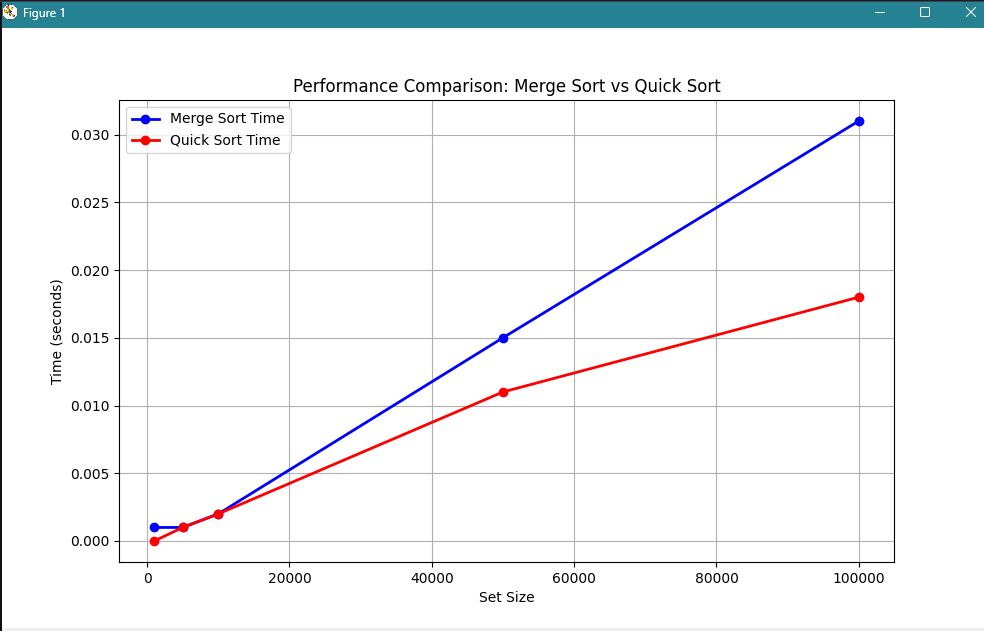 Figure 1
Performance Comparison: Merge Sort vs Quick Sort
Merge Sort Time
Quick Sort Time
0.030
0.025
0.020
0.015
0.010
0.005
0.000
Time (seconds)
0 20000 40000 60000 80000 100000
Set Size